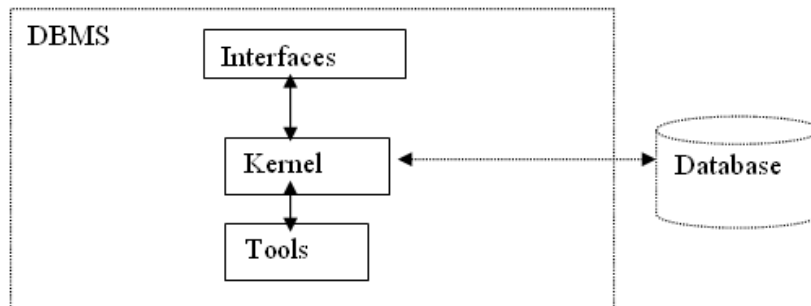 DBMS
Interfaces
Kernel
Database
Tools